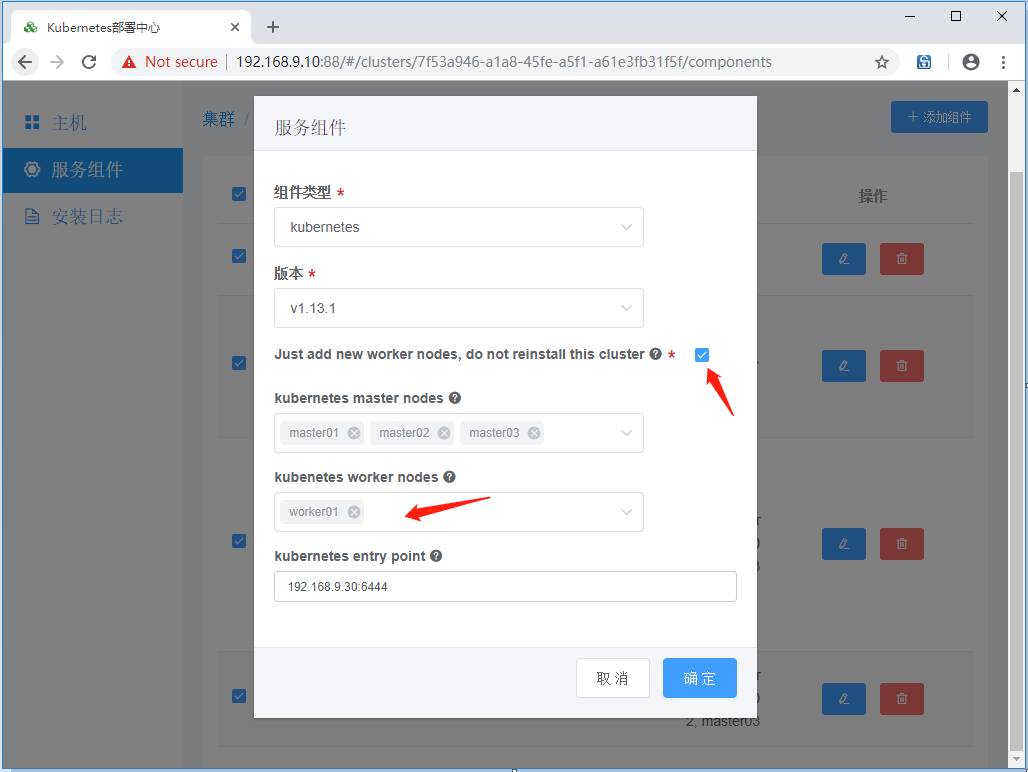 Kubernetes部署中心
Not secure
192.168.9.10:88/#/clusters/7f53a946-a1a8-45fe-a5f1-a61e3fb31f5f/components
主机
服务组件
安装日志
集群 /
+ 添加组件
操作
服务组件
组件类型 *
kubernetes
版本 *
v1.13.1
Just add new worker nodes, do not reinstall this cluster ? *
kubernetes master nodes ?
master01 master02 master03
kubenetes worker nodes ?
worker01
kubernetes entry point ?
192.168.9.30:6444
取消 确定
2, master03